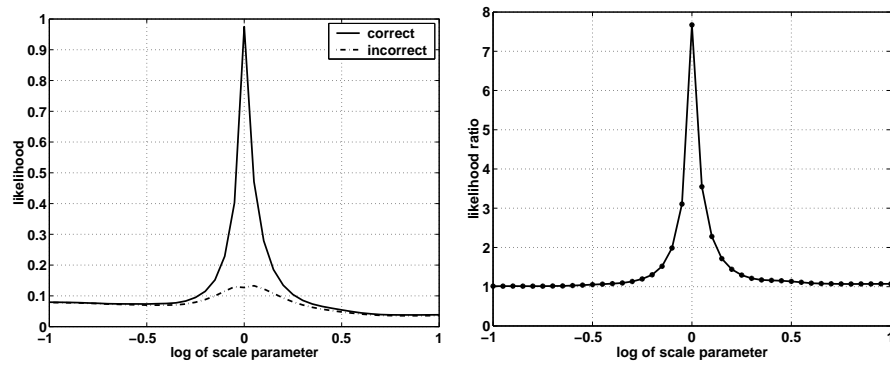 1
0.9
0.8
0.7
0.6
0.5
0.4
0.3
0.2
0.1
0
likelihood
correct
incorrect
−1 −0.5 0 0.5 1
log of scale parameter
8
7
6
5
4
3
2
1
0
likelihood ratio
−1 −0.5 0 0.5 1
log of scale parameter